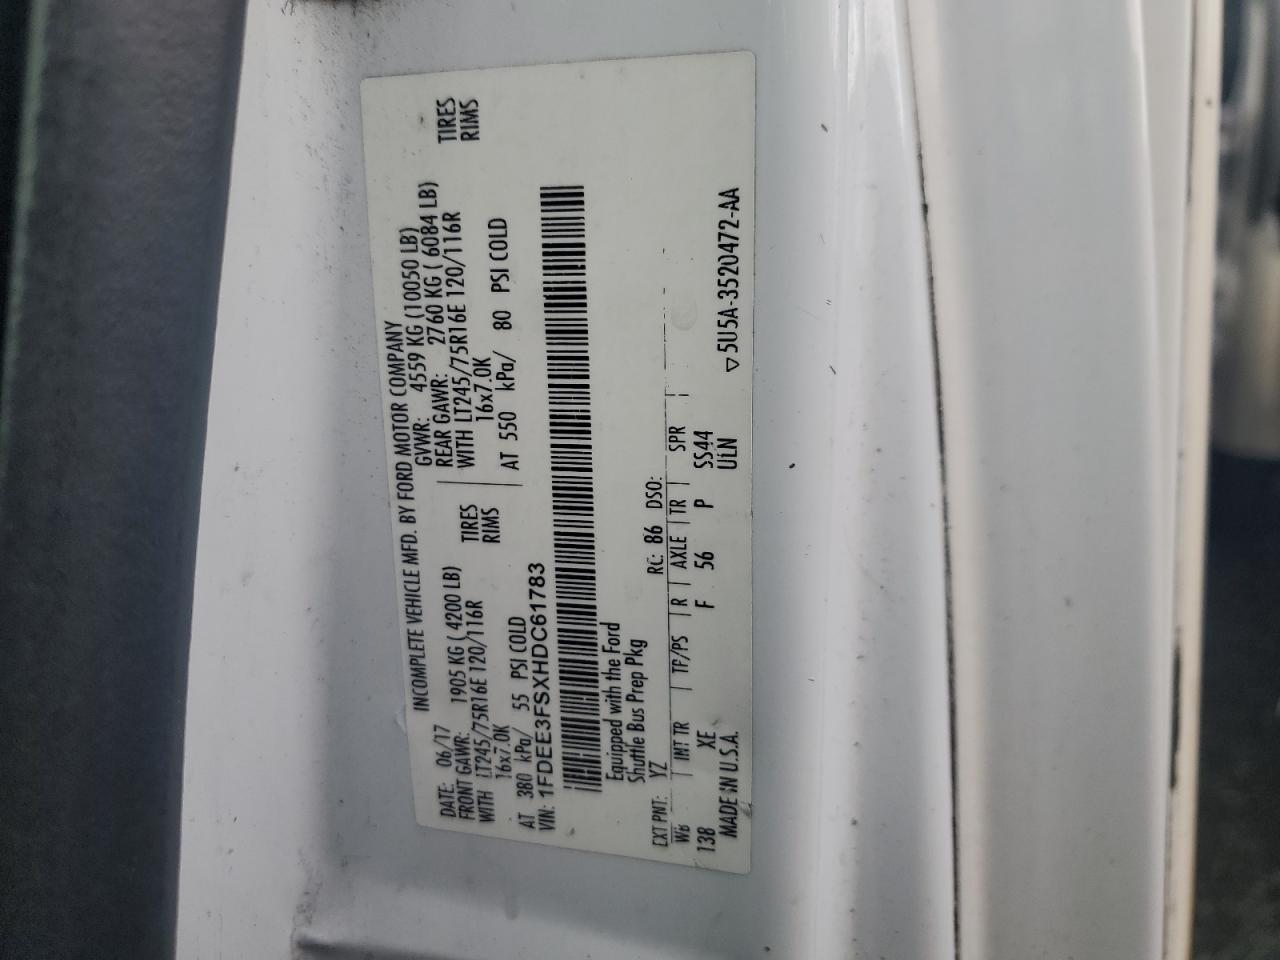 INCOMPLETE VEHICLE MFD. BY FORD MOTOR COMPANY
DATE: 06/17 GVWR: 4559 KG (10050 LB)
FRONT GAWR: 1905 KG ( 4200 LB) REAR GAWR: 2760 KG ( 6084 LB)
WITH LT245/75R16E 120/116R TIRES WITH LT245/75R16E 120/116R TIRES
16x7.0K RIMS 16x7.0K RIMS
AT 380 kPa/ 55 PSI COLD AT 550 kPa/ 80 PSI COLD
VIN: 1FDEE3FSXHDC61783
Equipped with the Ford
Shuttle Bus Prep Pkg
EXT PNT: YZ RC: 86 DSO:
WB INT TR TP/PS R AXLE TR SPR
138 XE F 56 P SS44
MADE IN U.S.A. ULN
▽5U5A-3520472-AA